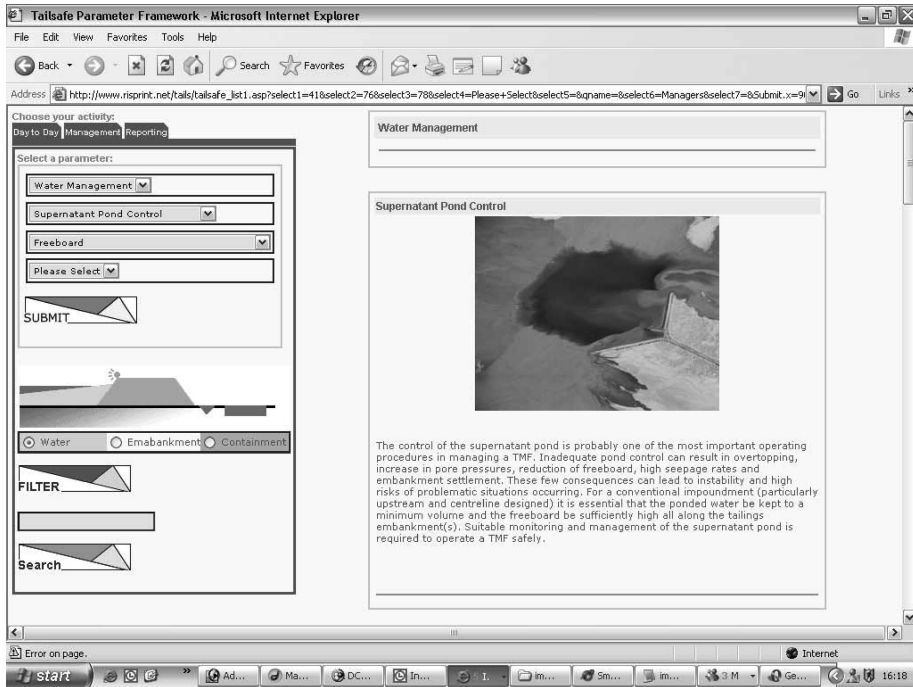 Tailsafe Parameter Framework - Microsoft Internet Explorer
File Edit View Favorites Tools Help
Back Search Favorites
Address http://www.risprint.net/tails/tailsafe_list1.asp?select1=41&select2=76&select3=78&select4=Please+Select&select5=&qname=&select6=Managers&select7=&Submit.x=9 Go Links
Choose your activity:
Day to Day Management Reporting
Select a parameter:
Water Management
Supernatant Pond Control
Freeboard
Please Select
SUBMIT
Water Emabankment Containment
FILTER
Search
Water Management
Supernatant Pond Control
The control of the supernatant pond is probably one of the most important operating
procedures in managing a TMF. Inadequate pond control can result in overtopping,
increase in pore pressures, reduction of freeboard, high seepage rates and
embankment settlement. These few consequences can lead to instability and high
risks of problematic situations occurring. For a conventional impoundment (particularly
upstream and centreline designed) it is essential that the ponded water be kept to a
minimum volume and the freeboard be sufficiently high all along the tailings
embankment(s). Suitable monitoring and management of the supernatant pond is
required to operate a TMF safely.
Error on page. Internet
start Ad... Ma... DC... In... im... Sm... im... 3 M Ge... 16:18